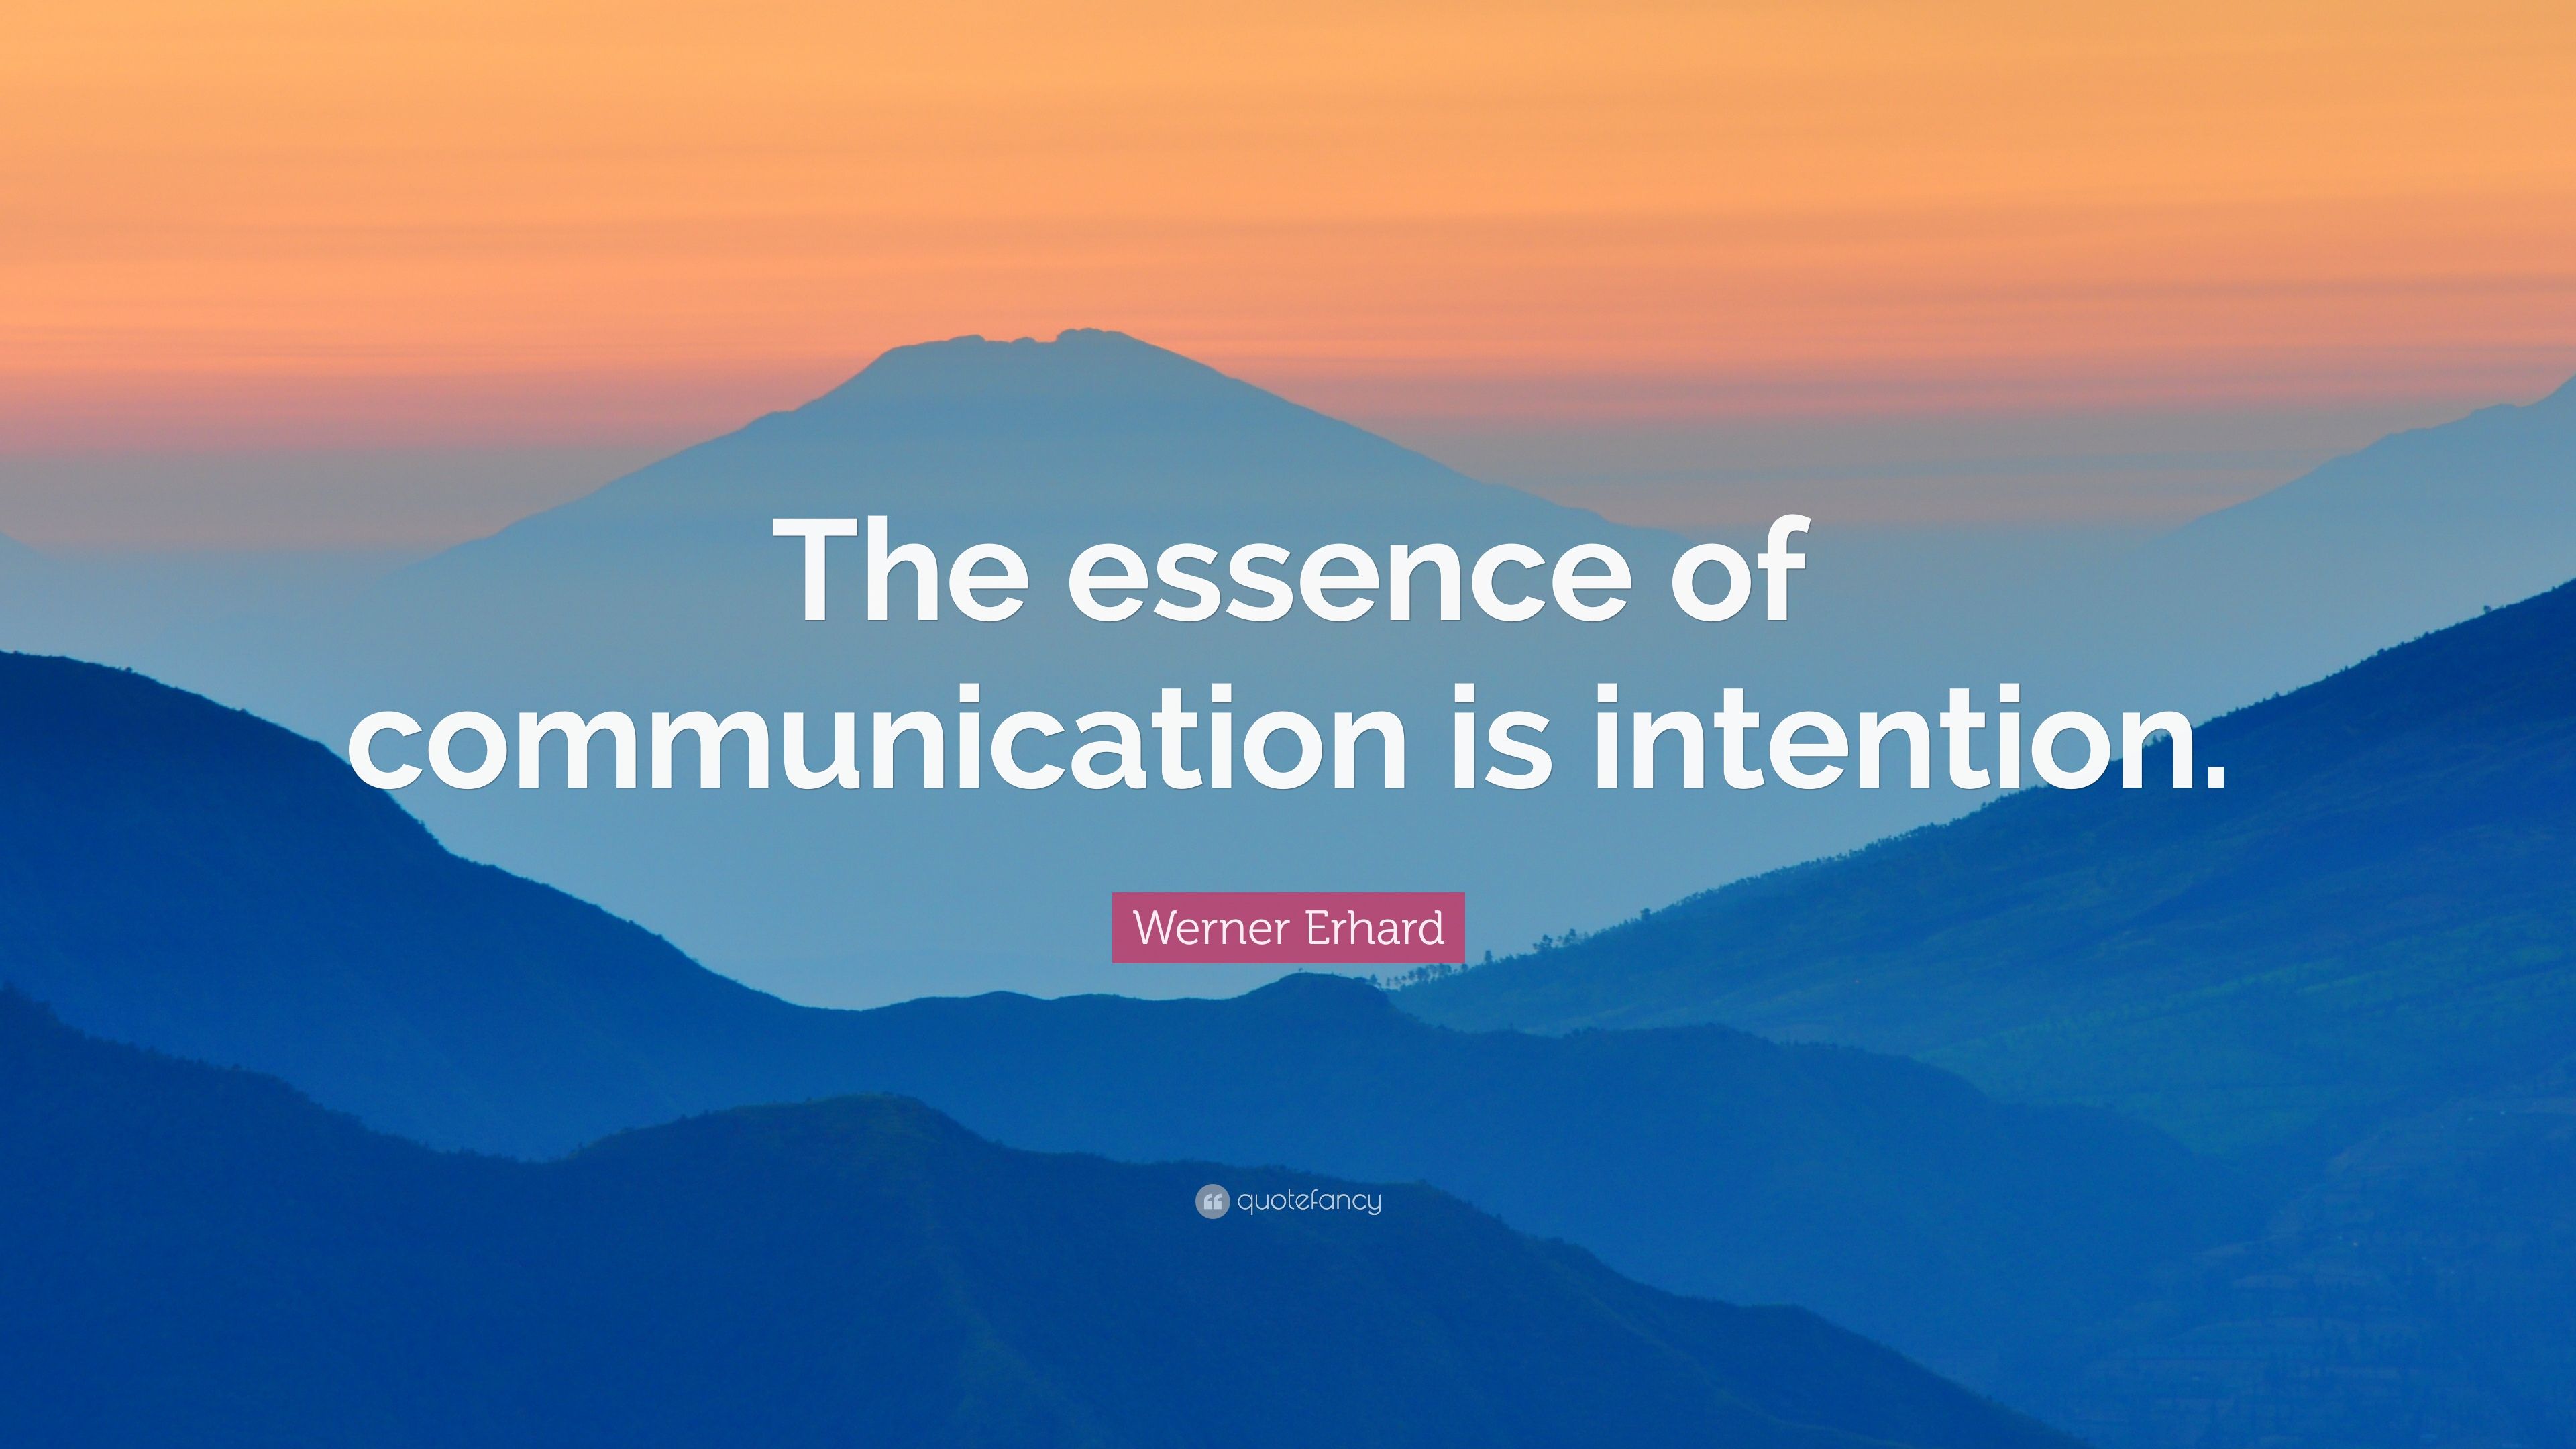 The essence of
communication is intention.
Werner Erhard
quotefancy